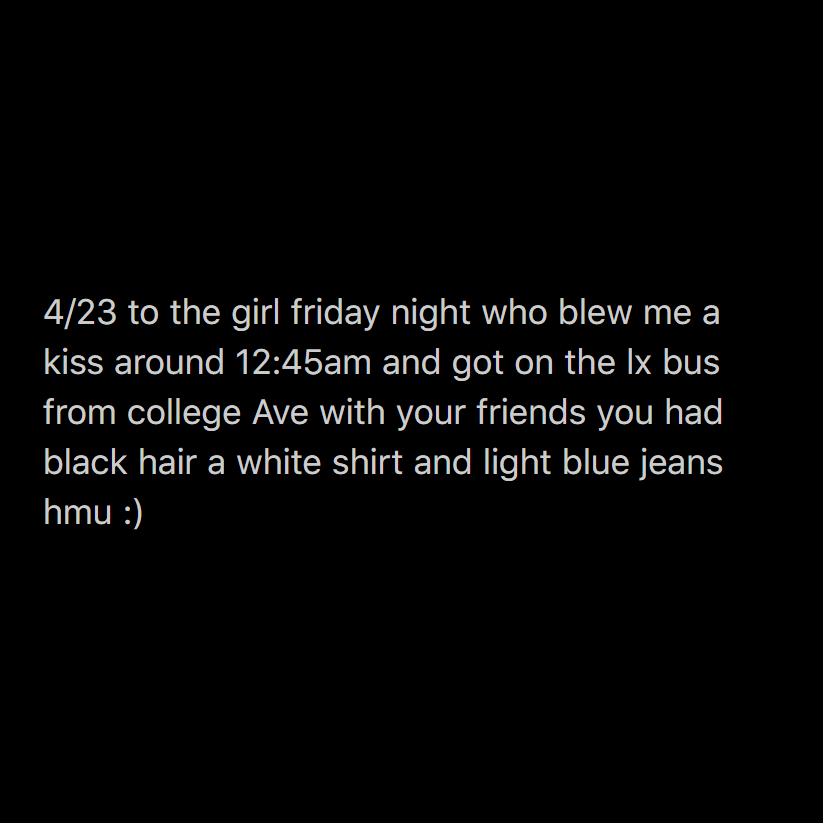 4/23 to the girl friday night who blew me a
kiss around 12:45am and got on the lx bus
from college Ave with your friends you had
black hair a white shirt and light blue jeans
hmu :)